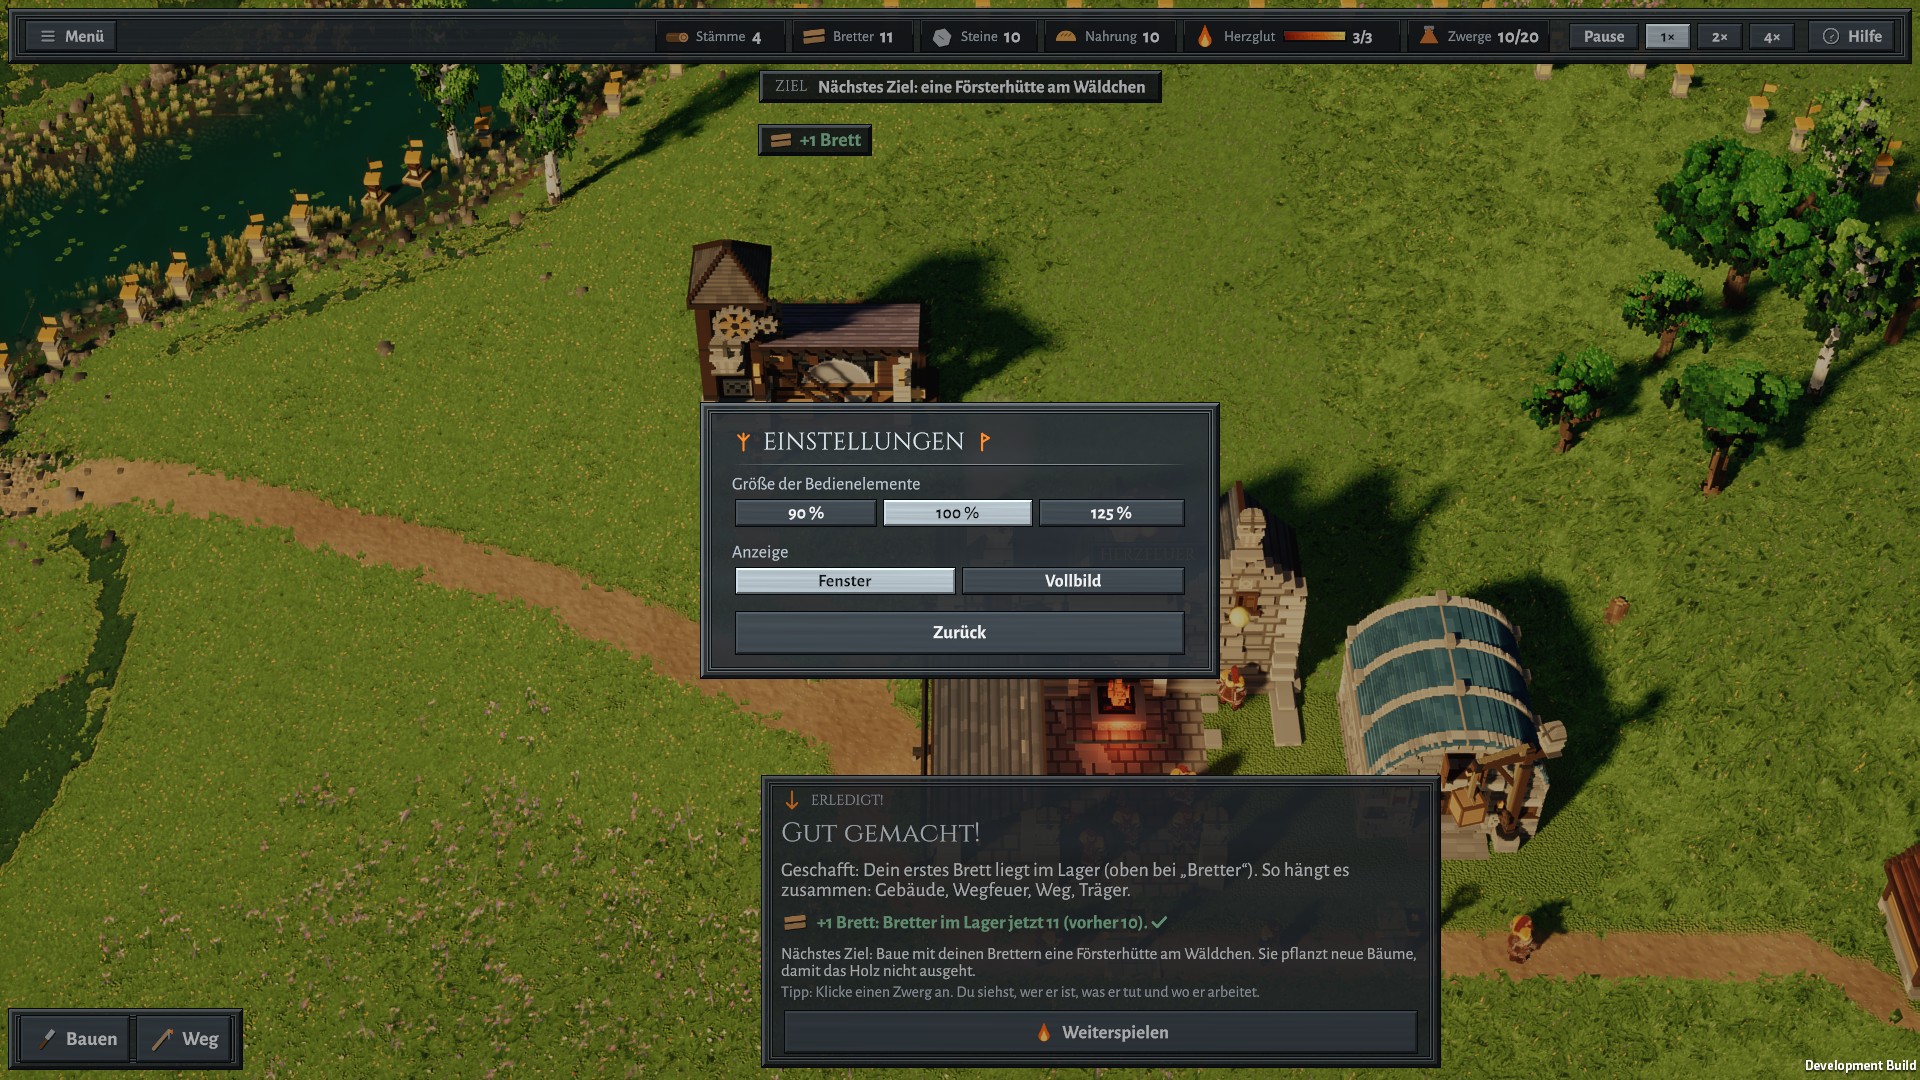 Menü
Stämme 4
Bretter 11
Steine 10
Nahrung 10
Herzglut 3/3
Zwerge 10/20
Pause
1×
2×
4×
Hilfe
ZIEL Nächstes Ziel: eine Försterhütte am Wäldchen
+1 Brett
EINSTELLUNGEN
Größe der Bedienelemente
90 %
100 %
125 %
HERZFEUER
Anzeige
Fenster
Vollbild
Zurück
ERLEDIGT!
GUT GEMACHT!
Geschafft: Dein erstes Brett liegt im Lager (oben bei „Bretter“). So hängt es
zusammen: Gebäude, Wegfeuer, Weg, Träger.
+1 Brett: Bretter im Lager jetzt 11 (vorher 10).
Nächstes Ziel: Baue mit deinen Brettern eine Försterhütte am Wäldchen. Sie pflanzt neue Bäume,
damit das Holz nicht ausgeht.
Tipp: Klicke einen Zwerg an. Du siehst, wer er ist, was er tut und wo er arbeitet.
Weiterspielen
Bauen
Weg
Development Build